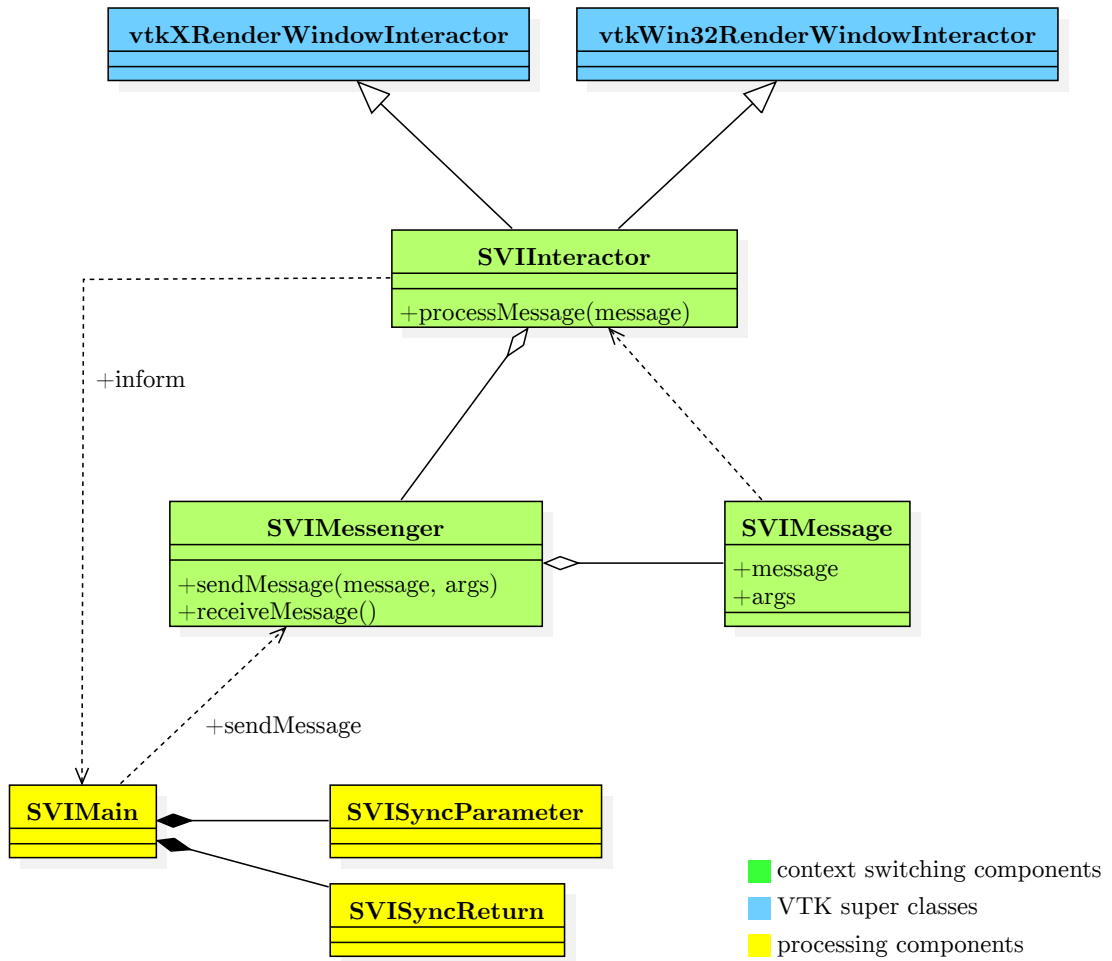 vtkXRenderWindowInteractor
vtkWin32RenderWindowInteractor
SVIInteractor
+processMessage(message)
+inform
SVIMessenger
+sendMessage(message, args)
+receiveMessage()
SVIMessage
+message
+args
+sendMessage
SVIMain
SVISyncParameter
SVISyncReturn
context switching components
VTK super classes
processing components